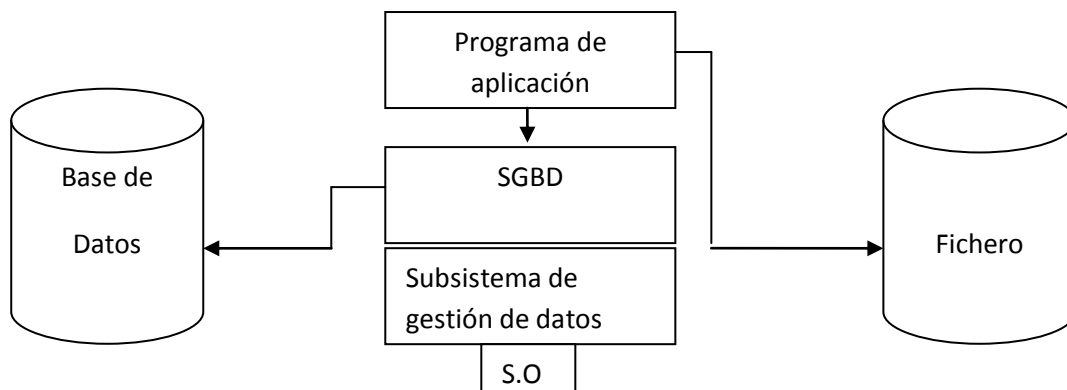 Programa de
aplicación
Base de
Datos
SGBD
Fichero
Subsistema de
gestión de datos
S.O